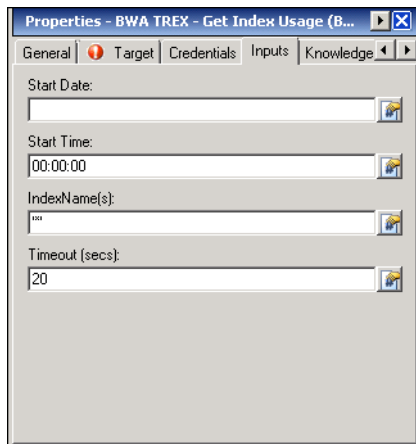 Properties - BWA TREX - Get Index Usage (B...
General Target Credentials Inputs Knowledge
Start Date:
Start Time:
00:00:00
IndexName(s):
""
Timeout (secs):
20